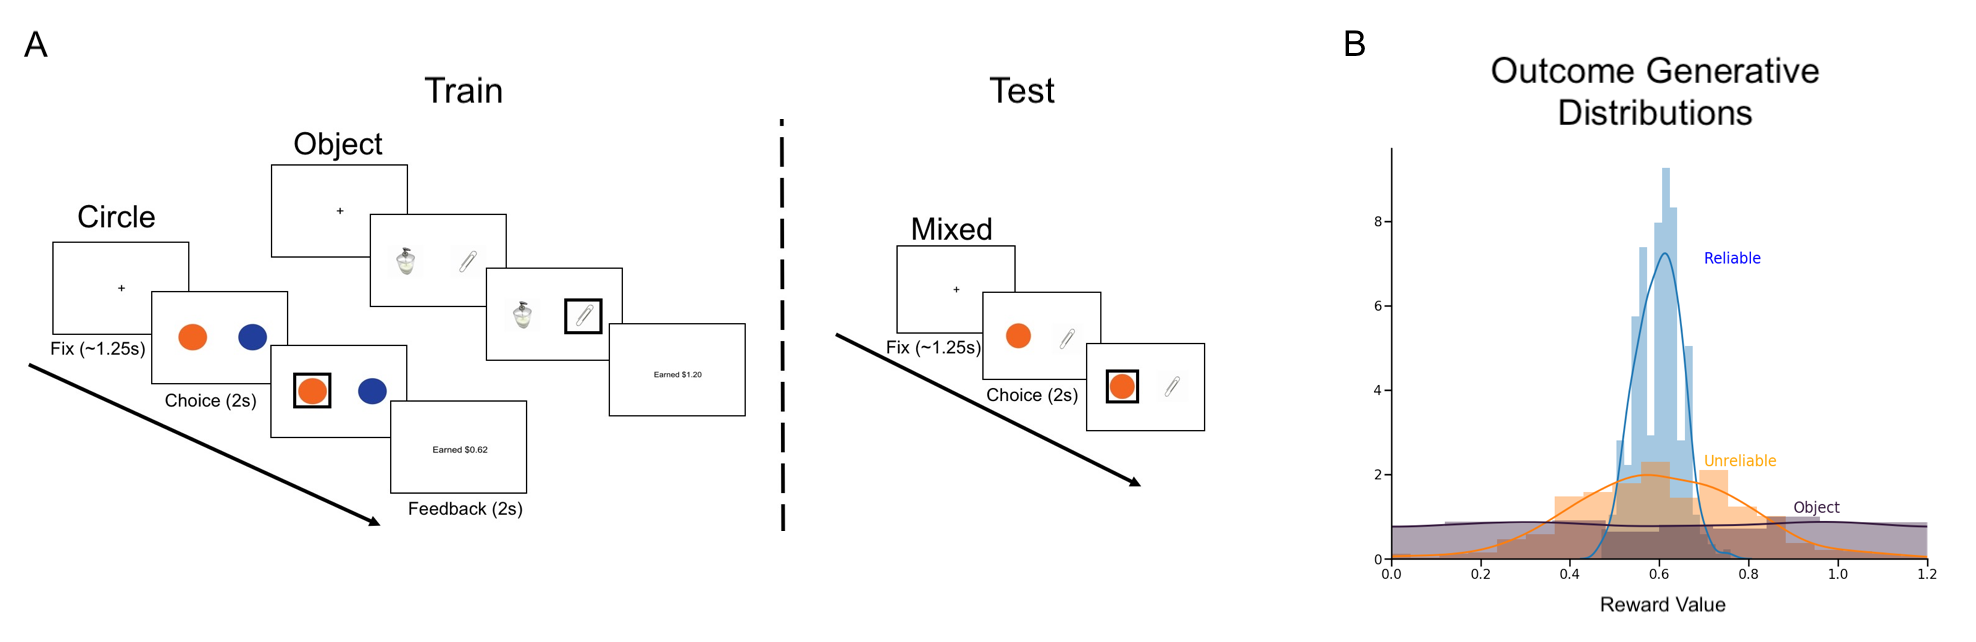 A
Train
Test
Object
Circle
+
+
Fix (~1.25s)
Choice (2s)
Earned $1.20
Earned $0.62
Feedback (2s)
Mixed
+
Fix (~1.25s)
Choice (2s)
B
Outcome Generative
Distributions
8
6
4
2
0
Reliable
Unreliable
Object
0.0 0.2 0.4 0.6 0.8 1.0 1.2
Reward Value